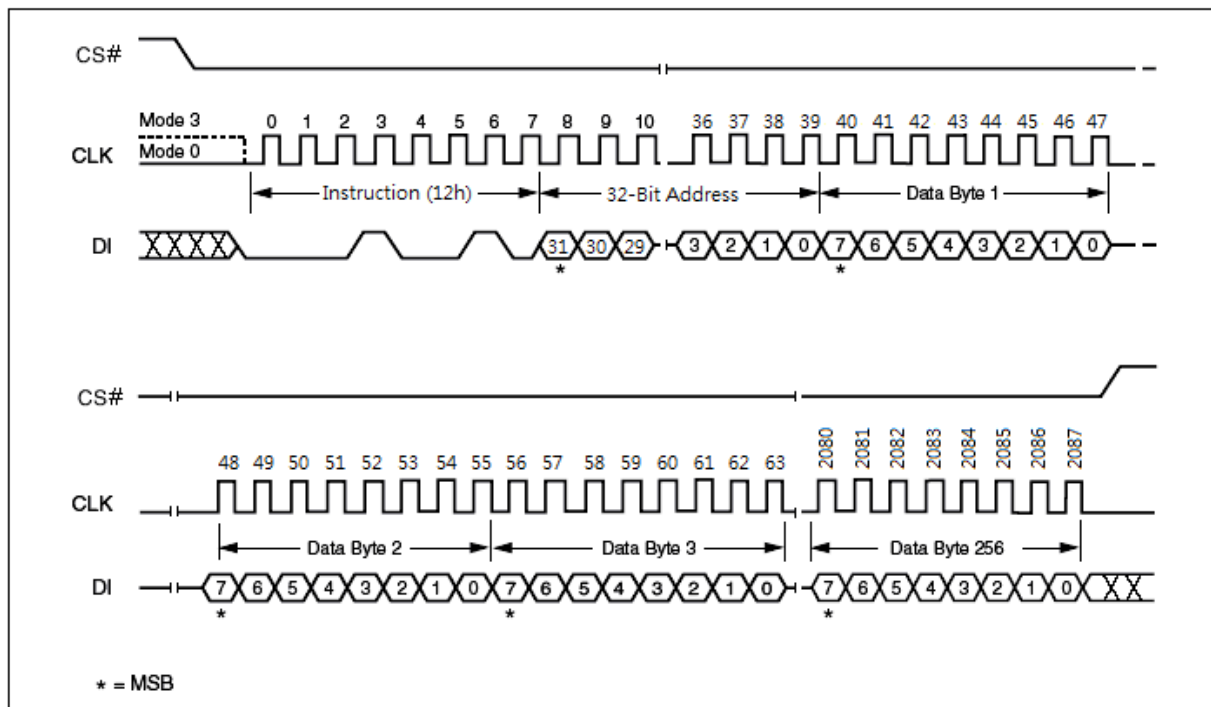 CS#
Mode 3
0 1 2 3 4 5 6 7 8 9 10 36 37 38 39 40 41 42 43 44 45 46 47
CLK
Mode 0
Instruction (12h) 32-Bit Address Data Byte 1
DI 31 30 29 3 2 1 0 7 6 5 4 3 2 1 0
* *
CS#
48 49 50 51 52 53 54 55 56 57 58 59 60 61 62 63 2080 2081 2082 2083 2084 2085 2086 2087
CLK
Data Byte 2 Data Byte 3 Data Byte 256
DI 7 6 5 4 3 2 1 0 7 6 5 4 3 2 1 0 7 6 5 4 3 2 1 0
* * *
* = MSB